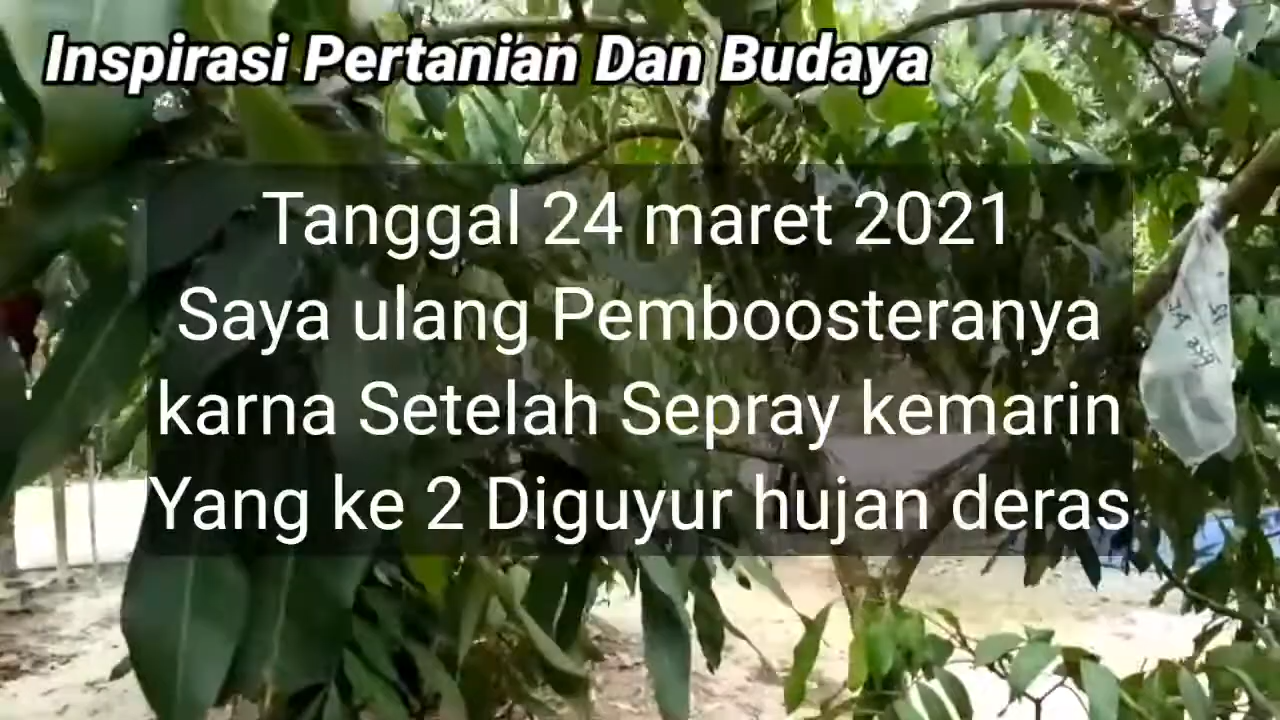 Inspirasi Pertanian Dan Budaya
Tanggal 24 maret 2021
Saya ulang Pemboosteranya
karna Setelah Sepray kemarin
Yang ke 2 Diguyur hujan deras